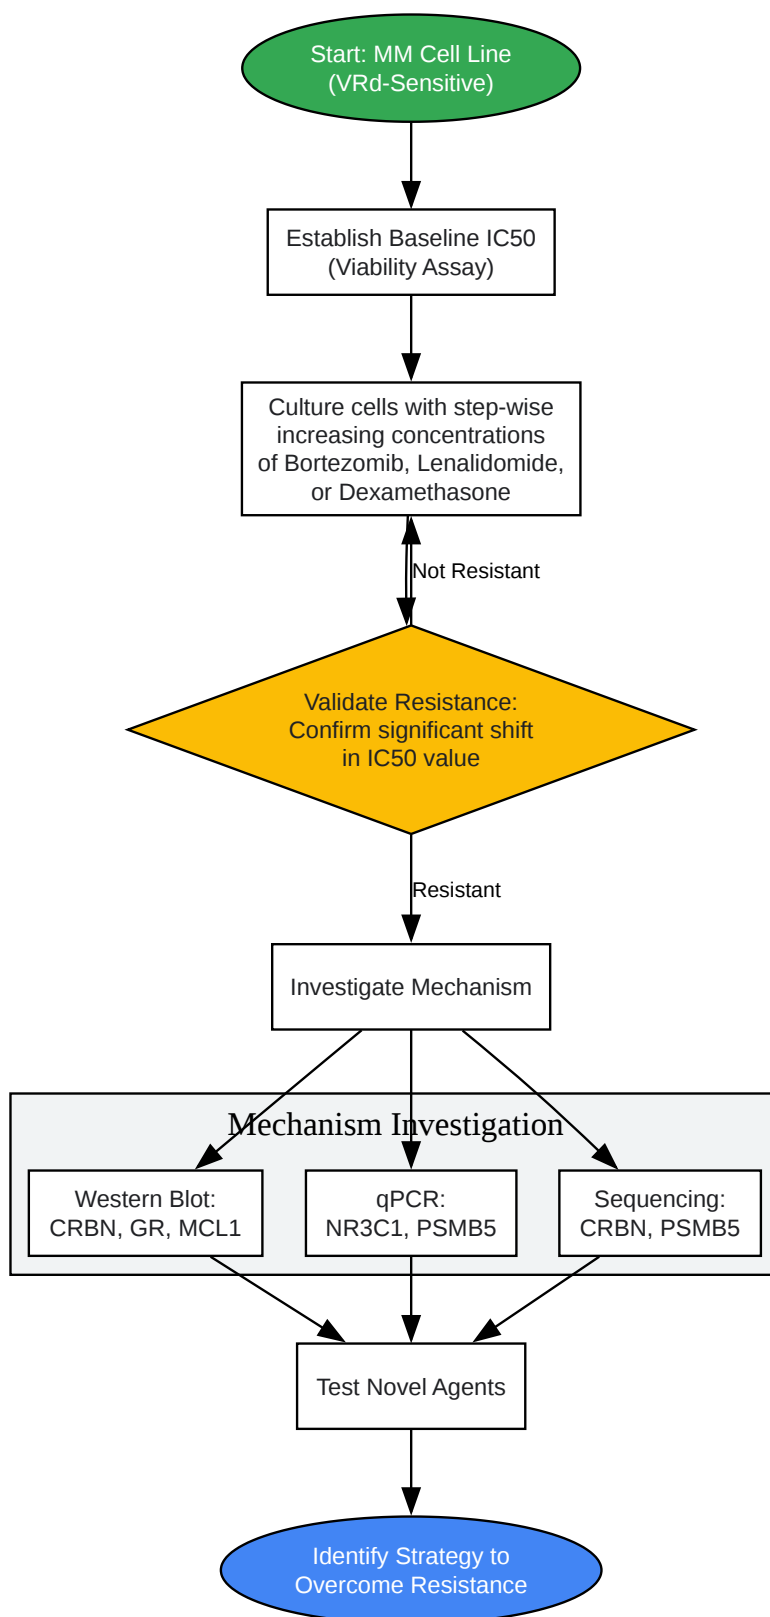 Start: MM Cell Line
(VRd-Sensitive)
Establish Baseline IC50
(Viability Assay)
Culture cells with step-wise
increasing concentrations
of Bortezomib, Lenalidomide,
or Dexamethasone
Not Resistant
Validate Resistance:
Confirm significant shift
in IC50 value
Resistant
Investigate Mechanism
Mechanism Investigation
Western Blot:
CRBN, GR, MCL1
qPCR:
NR3C1, PSMB5
Sequencing:
CRBN, PSMB5
Test Novel Agents
Identify Strategy to
Overcome Resistance